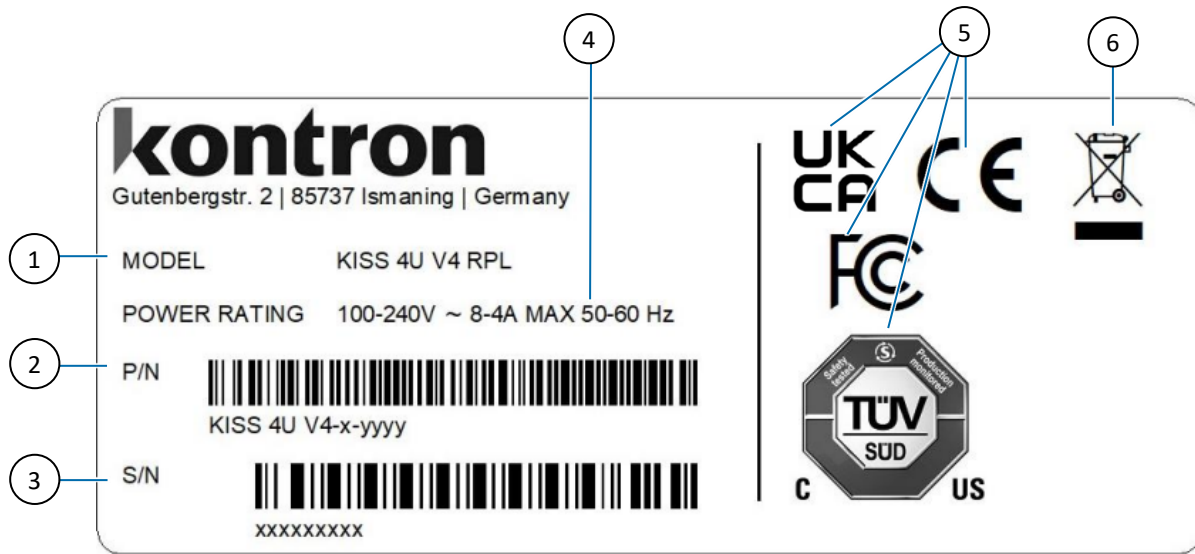 4
5
6
kontron
Gutenbergstr. 2 | 85737 Ismaning | Germany
1
MODEL KISS 4U V4 RPL
POWER RATING 100-240V ~ 8-4A MAX 50-60 Hz
2
P/N
KISS 4U V4-x-yyyy
3
S/N
xxxxxxxxx
UK
CA
CE
FC
S
Safety
tested
Production
monitored
TÜV
SÜD
C US